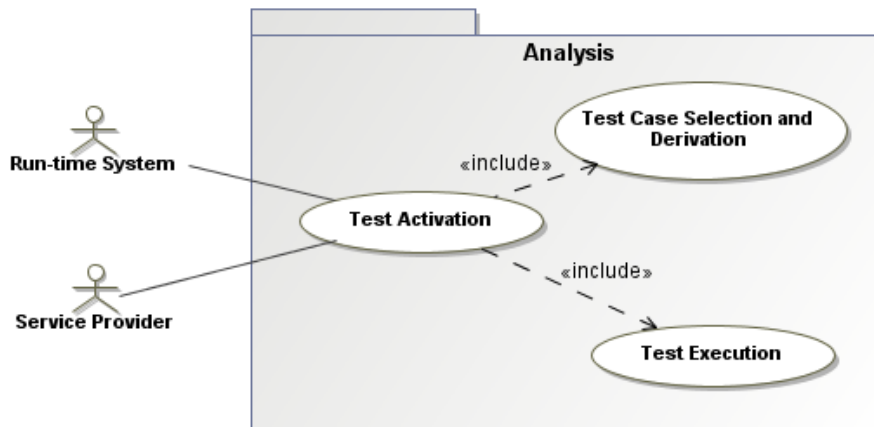 Analysis
Test Case Selection and
Derivation
Run-time System
«include»
Test Activation
«include»
Service Provider
Test Execution